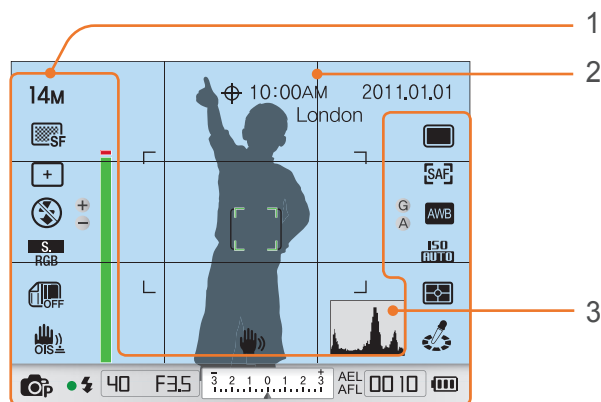 1
2
10:00AM 2011.01.01
London
14M
SF
SAF
G
A
AWB
S.
RGB
ISO
AUTO
OFF
3
OIS
P
40 F3.5
3 2 1 0 1 2 3
AEL
AFL
0010